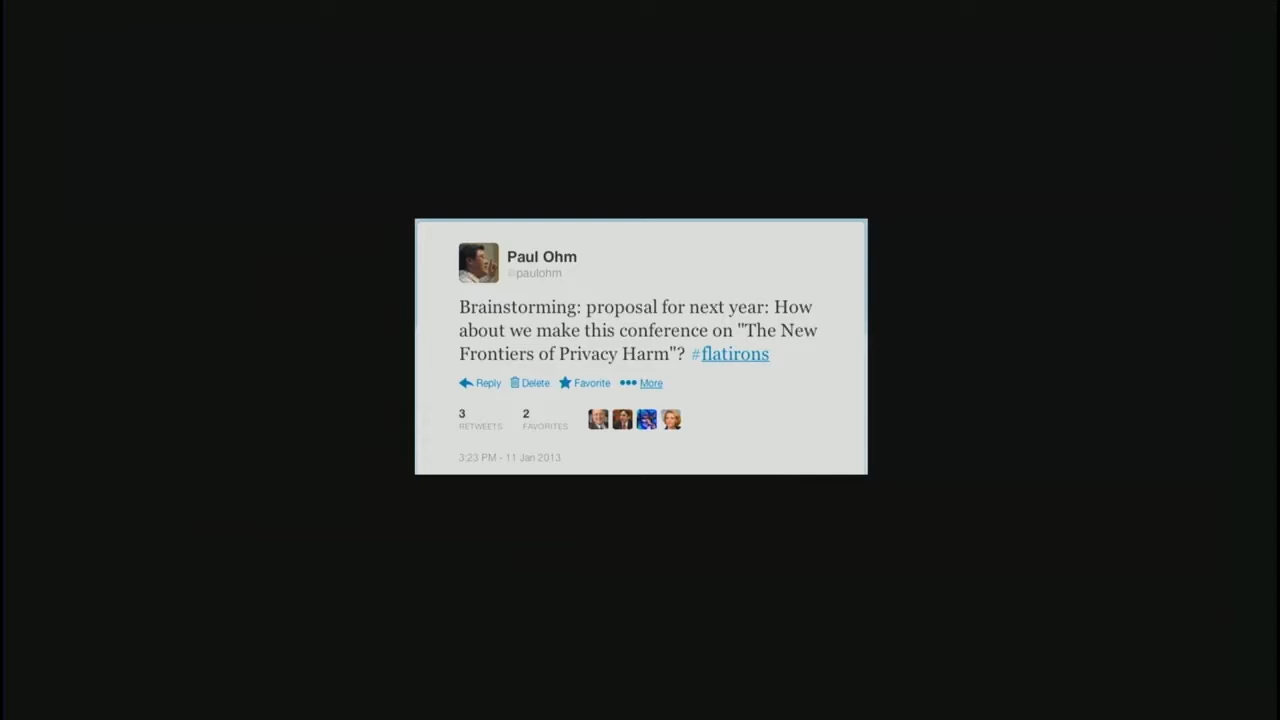 Paul Ohm
@paulohm
Brainstorming: proposal for next year: How
about we make this conference on "The New
Frontiers of Privacy Harm"? #flatirons
Reply Delete Favorite More
3 2
RETWEETS FAVORITES
3:23 PM - 11 Jan 2013